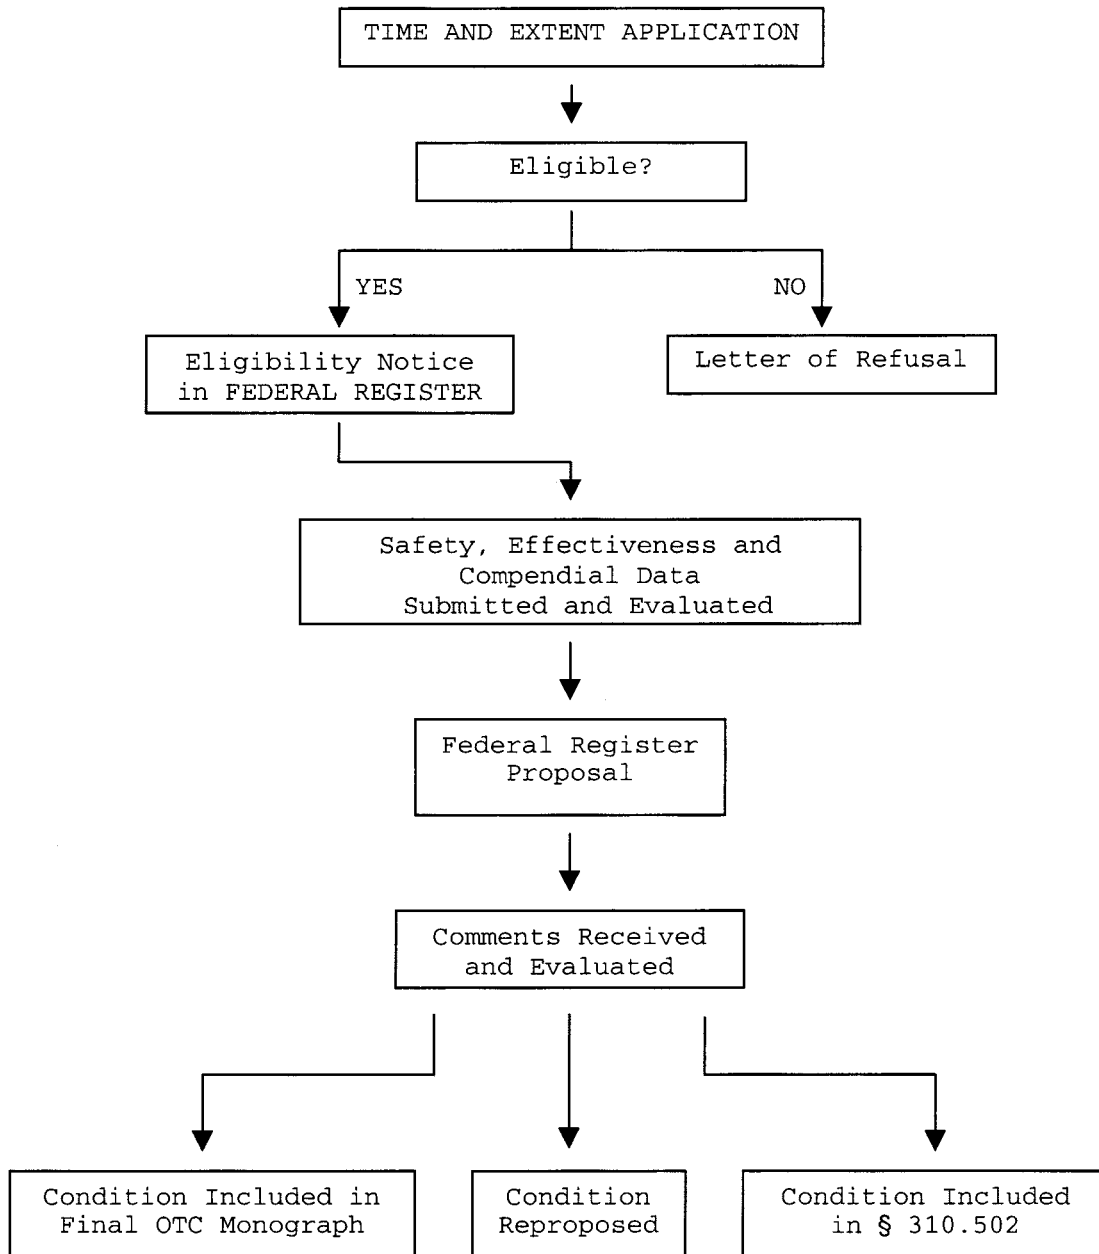 TIME AND EXTENT APPLICATION
Eligible?
YES
NO
Eligibility Notice
in FEDERAL REGISTER
Letter of Refusal
Safety, Effectiveness and
Compendial Data
Submitted and Evaluated
Federal Register
Proposal
Comments Received
and Evaluated
Condition Included in
Final OTC Monograph
Condition
Reproposed
Condition Included
in § 310.502